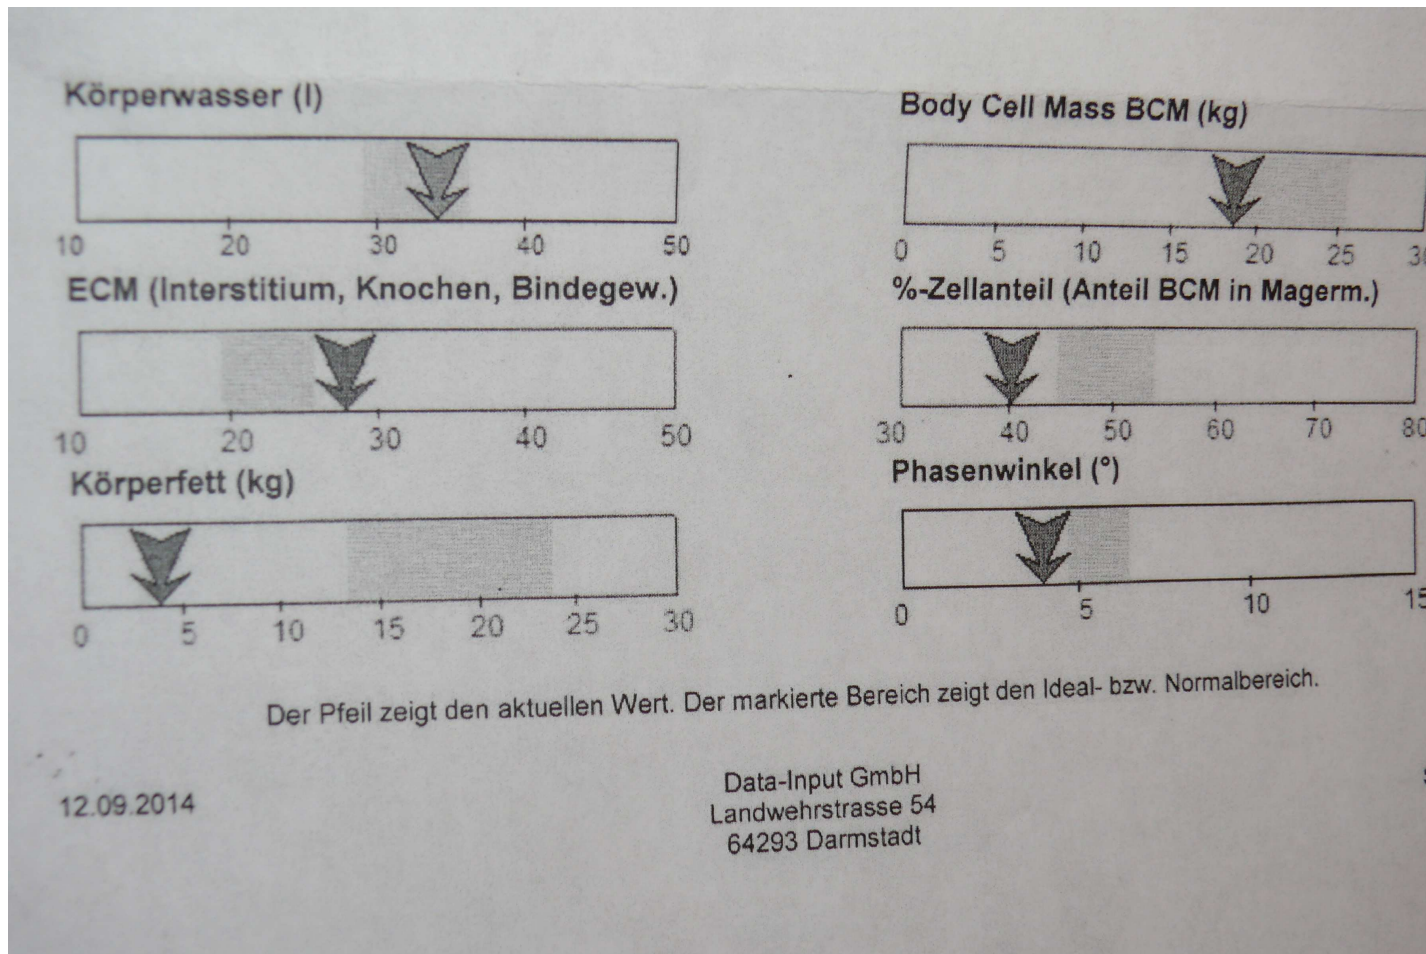 Körperwasser (l)
10 20 30 40 50
ECM (Interstitium, Knochen, Bindegew.)
10 20 30 40 50
Körperfett (kg)
0 5 10 15 20 25 30
Body Cell Mass BCM (kg)
0 5 10 15 20 25
%-Zellanteil (Anteil BCM in Magerm.)
30 40 50 60 70 80
Phasenwinkel (°)
0 5 10 15
Der Pfeil zeigt den aktuellen Wert. Der markierte Bereich zeigt den Ideal- bzw. Normalbereich.
12.09.2014
Data-Input GmbH
Landwehrstrasse 54
64293 Darmstadt